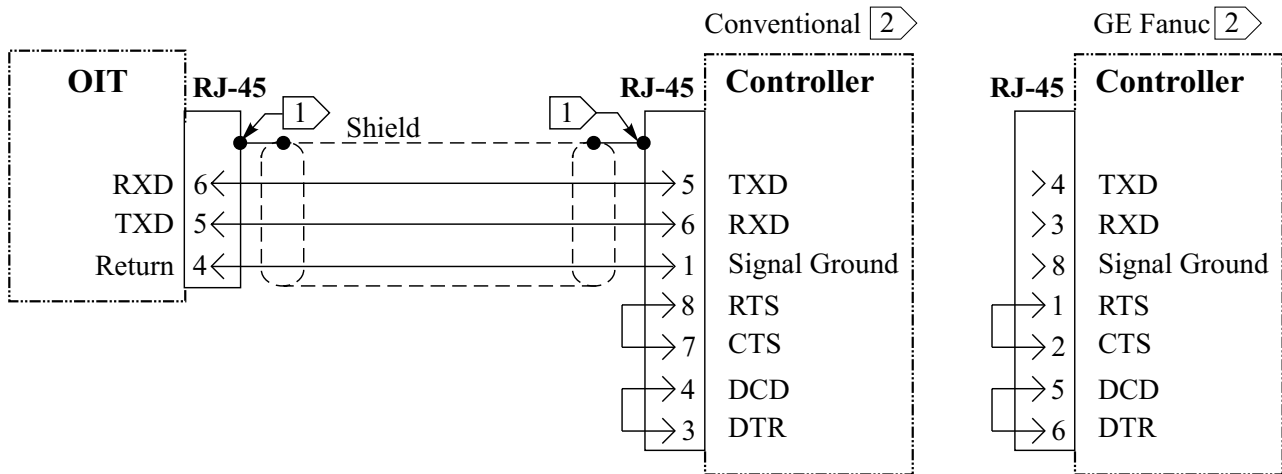 Conventional 2
GE Fanuc 2
OIT
RJ-45
1
Shield
1
RJ-45
Controller
RJ-45
Controller
RXD 6
5 TXD
4 TXD
TXD 5
6 RXD
3 RXD
Return 4
1 Signal Ground
8 Signal Ground
8 RTS
1 RTS
7 CTS
2 CTS
4 DCD
5 DCD
3 DTR
6 DTR